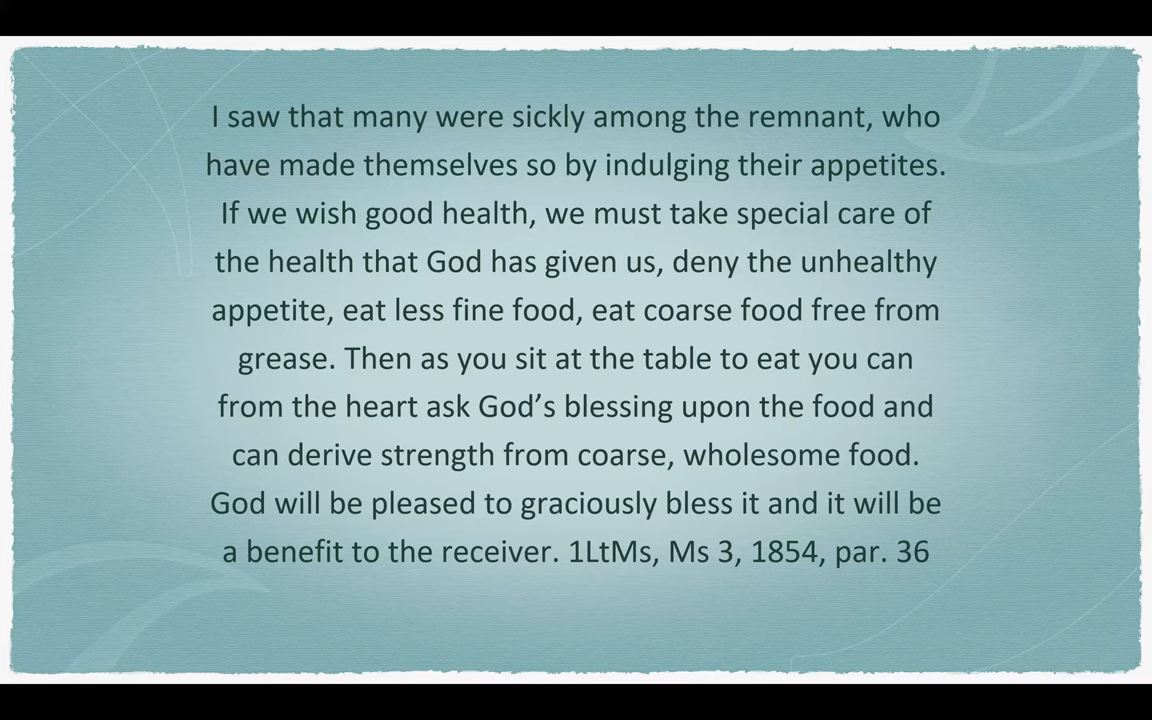 I saw that many were sickly among the remnant, who
have made themselves so by indulging their appetites.
If we wish good health, we must take special care of
the health that God has given us, deny the unhealthy
appetite, eat less fine food, eat coarse food free from
grease. Then as you sit at the table to eat you can
from the heart ask God’s blessing upon the food and
can derive strength from coarse, wholesome food.
God will be pleased to graciously bless it and it will be
a benefit to the receiver. 1LtMs, Ms 3, 1854, par. 36